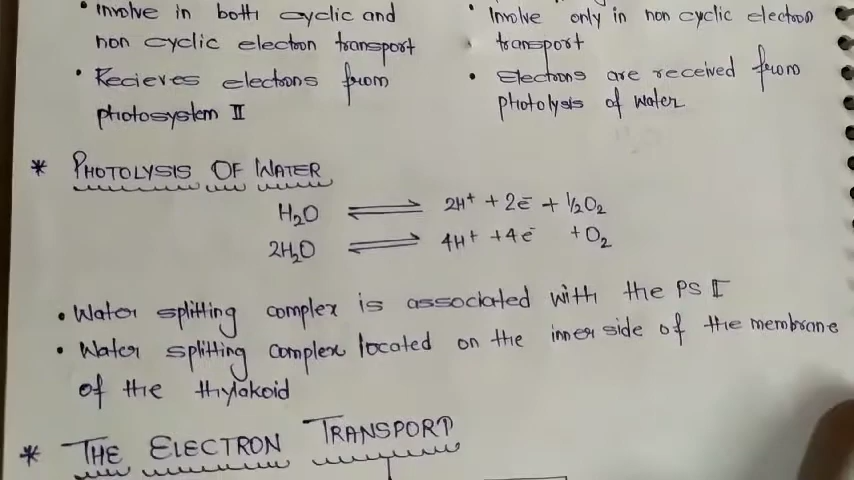 • Involve in both cyclic and
non cyclic electron transport
• Recieves electrons from
photosystem II
• Involve only in non cyclic electron
transport
• Electrons are received from
photolysis of water
* PHOTOLYSIS OF WATER
H₂O ⇌ 2H⁺ + 2e⁻ + ½O₂
2H₂O ⇌ 4H⁺ + 4e⁻ + O₂
• Water splitting complex is associated with the PS I
• Water splitting complex located on the inner side of the membrane
of the thylakoid
* THE ELECTRON TRANSPORT